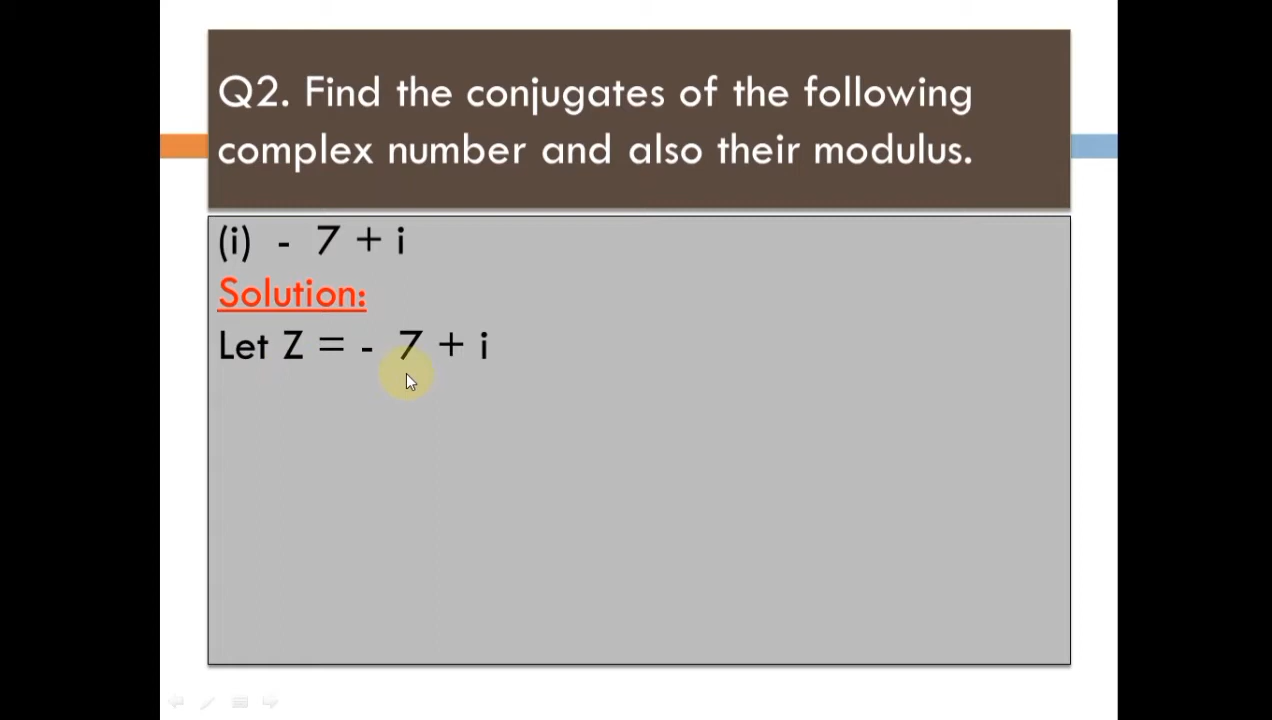 Q2. Find the conjugates of the following
complex number and also their modulus.
(i) - 7 + i
Solution:
Let Z = - 7 + i